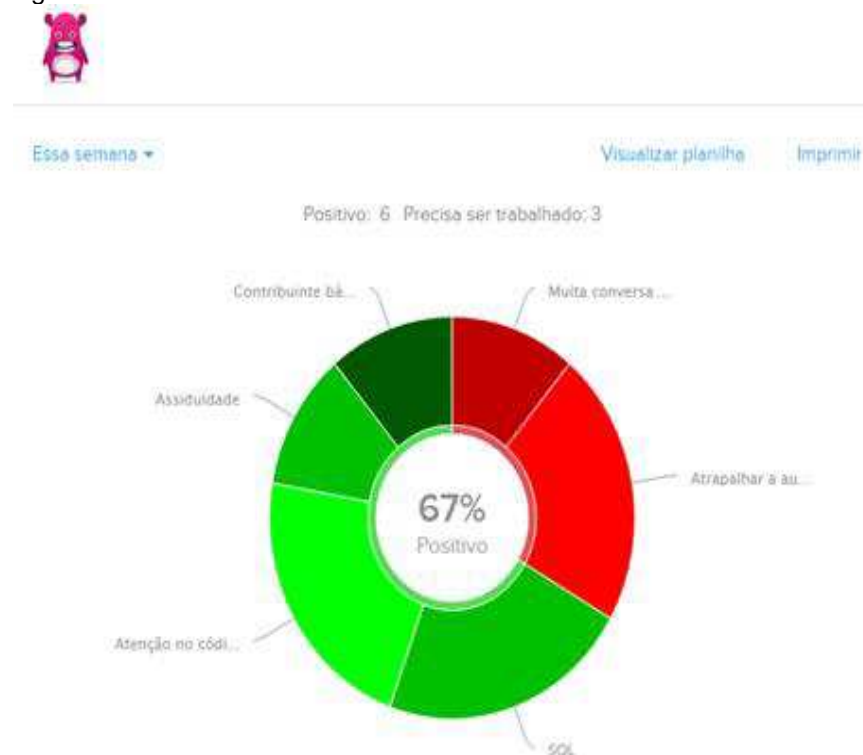 Essa semana
Visualizar planilha
Imprimir
Positivo: 6 Precisa ser trabalhado: 3
Contribuinte bá...
Muita conversa ...
Assiduidade
Atrapalhar a au...
67%
Positivo
Atenção no códi...
SQL